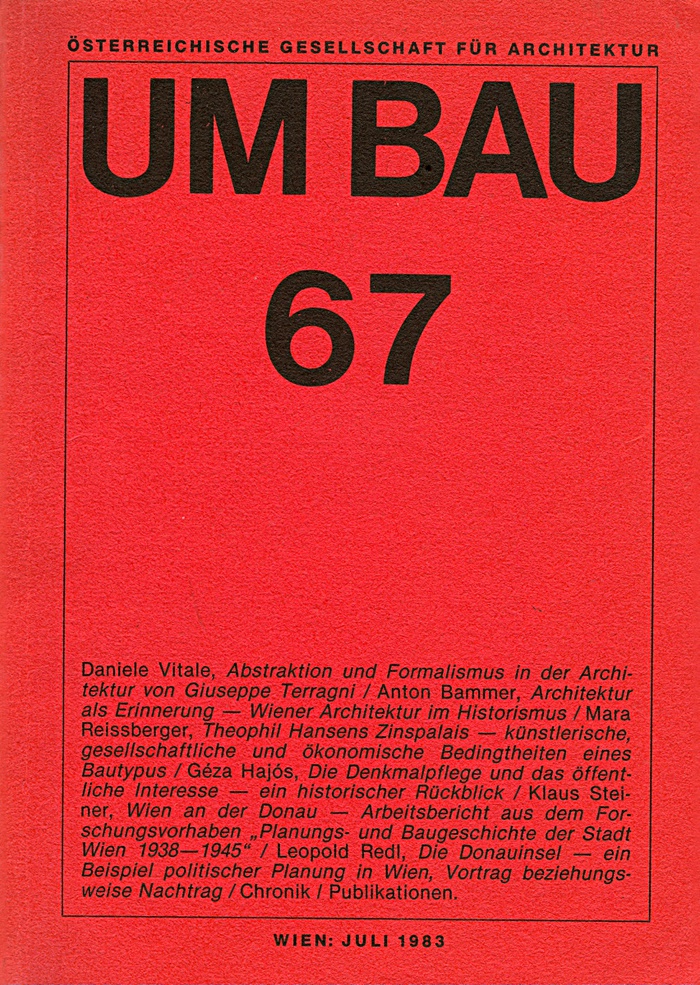 ÖSTERREICHISCHE GESELLSCHAFT FÜR ARCHITEKTUR
UM BAU
67
Daniele Vitale, Abstraktion und Formalismus in der Archi-
tektur von Giuseppe Terragni / Anton Bammer, Architektur
als Erinnerung — Wiener Architektur im Historismus / Mara
Reissberger, Theophil Hansens Zinspalais — künstlerische,
gesellschaftliche und ökonomische Bedingtheiten eines
Bautypus / Géza Hajós, Die Denkmalpflege und das öffent-
liche Interesse — ein historischer Rückblick / Klaus Stei-
ner, Wien an der Donau — Arbeitsbericht aus dem For-
schungsvorhaben „Planungs- und Baugeschichte der Stadt
Wien 1938—1945“ / Leopold Redl, Die Donauinsel — ein
Beispiel politischer Planung in Wien, Vortrag beziehungs-
weise Nachtrag / Chronik / Publikationen.
WIEN: JULI 1983